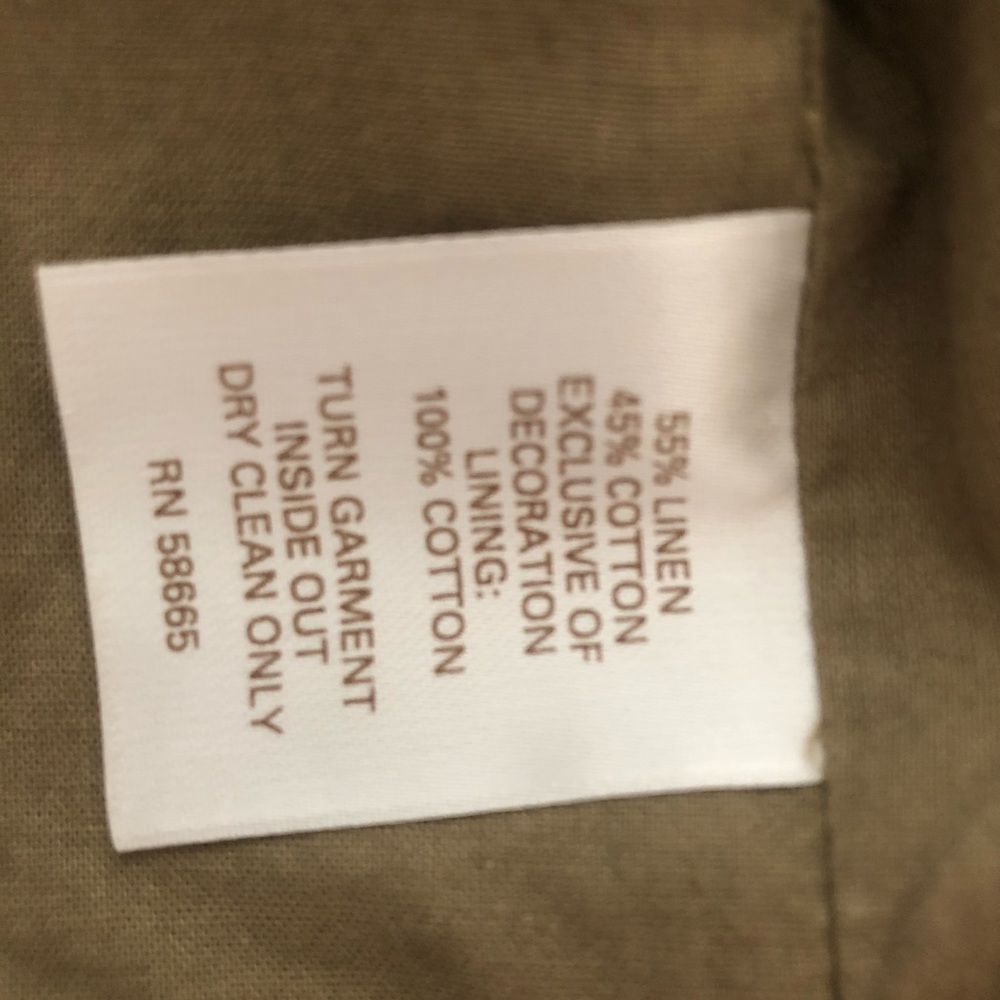 55% LINEN
45% COTTON
EXCLUSIVE OF
DECORATION
LINING:
100% COTTON
TURN GARMENT
INSIDE OUT
DRY CLEAN ONLY
RN 58665